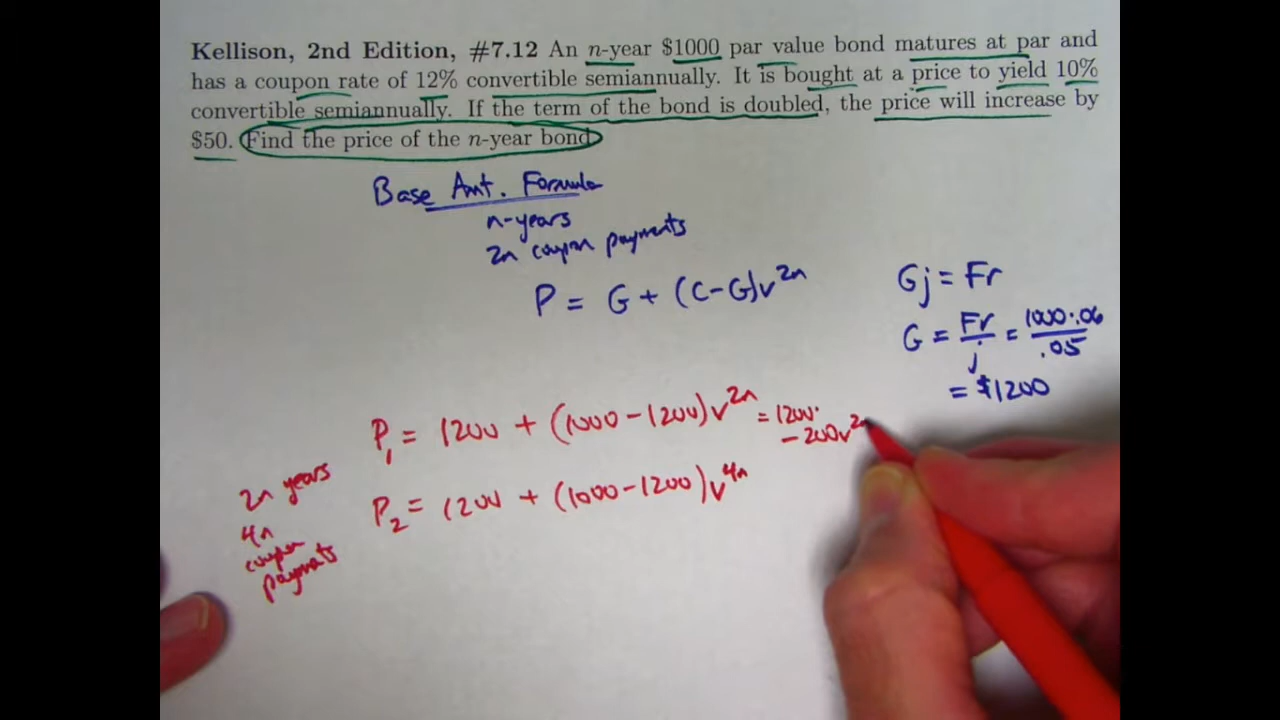 Kellison, 2nd Edition, #7.12 An n-year $1000 par value bond matures at par and
has a coupon rate of 12% convertible semiannually. It is bought at a price to yield 10%
convertible semiannually. If the term of the bond is doubled, the price will increase by
$50. Find the price of the n-year bond
Base Amt. Formula
n-years
2n coupon payments
P = G + (C-G)v^2n
Gj = Fr
G = Fr/j = 1000·.06/.05
= $1200
P1 = 1200 + (1000-1200)v^2n = 1200
- 200v^2n
2n years
4n
coupon
payments
P2 = 1200 + (1000-1200)v^4n